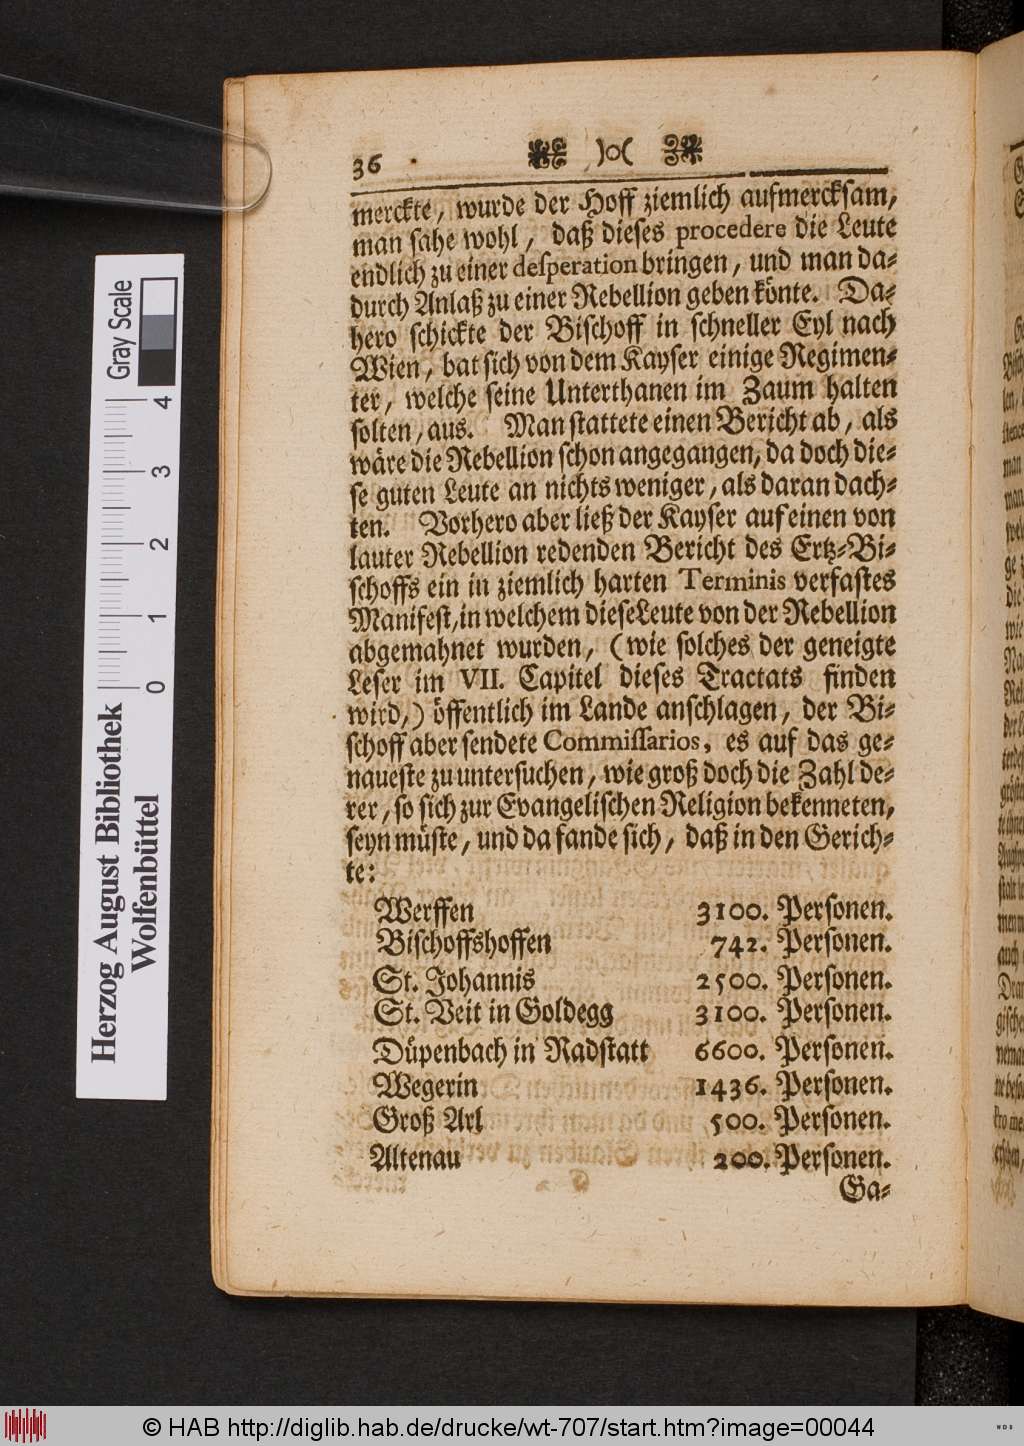 36 )o(
merckte, wurde der Hoff ziemlich aufmercksam,
man sahe wohl, daß dieses procedere die Leute
endlich zu einer desperation bringen, und man da-
durch Anlaß zu einer Rebellion geben könte. Da-
hero schickte der Bischoff in schneller Eyl nach
Wien, bat sich von dem Kayser einige Regimen-
ter, welche seine Unterthanen im Zaum halten
solten, aus. Man stattete einen Bericht ab, als
wäre die Rebellion schon angegangen, da doch die-
se guten Leute an nichts weniger, als daran dach-
ten. Vorhero aber ließ der Kayser auf einen von
lauter Rebellion redenden Bericht des Ertz-Bi-
schoffs ein in ziemlich harten Terminis verfastes
Manifest, in welchem diese Leute von der Rebellion
abgemahnet wurden, (wie solches der geneigte
Leser im VII. Capitel dieses Tractats finden
wird,) öffentlich im Lande anschlagen, der Bi-
schoff aber sendete Commissarios, es auf das ge-
naueste zu untersuchen, wie groß doch die Zahl de-
rer, so sich zur Evangelischen Religion bekenneten,
seyn müste, und da fande sich, daß in den Gerich-
te:
Werffen 3100. Personen.
Bischoffshoffen 742. Personen.
St. Johannis 2500. Personen.
St. Veit in Goldegg 3100. Personen.
Düpenbach in Radstatt 6600. Personen.
Wegerin 1436. Personen.
Groß Arl 500. Personen.
Altenau 200. Personen.
Ga-
Gray Scale
4 3 2 1 0
Herzog August Bibliothek
Wolfenbüttel
© HAB http://diglib.hab.de/drucke/wt-707/start.htm?image=00044